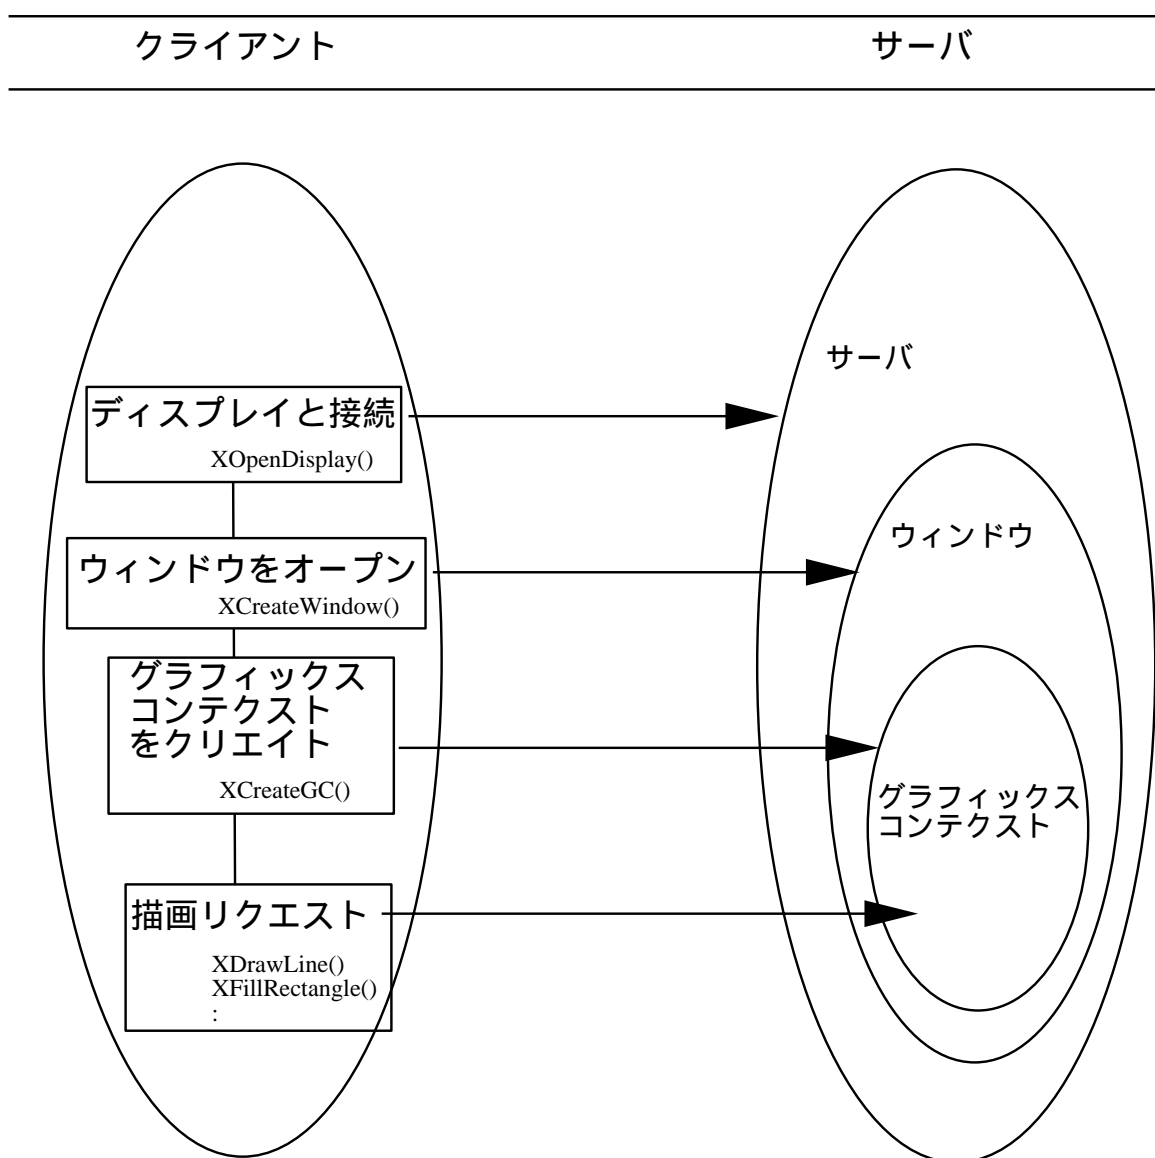 クライアント
サーバ
サーバ
ディスプレイと接続
XOpenDisplay()
ウィンドウ
ウィンドウをオープン
XCreateWindow()
グラフィックス
コンテクスト
をクリエイト
XCreateGC()
グラフィックス
コンテクスト
描画リクエスト
XDrawLine()
XFillRectangle()
: